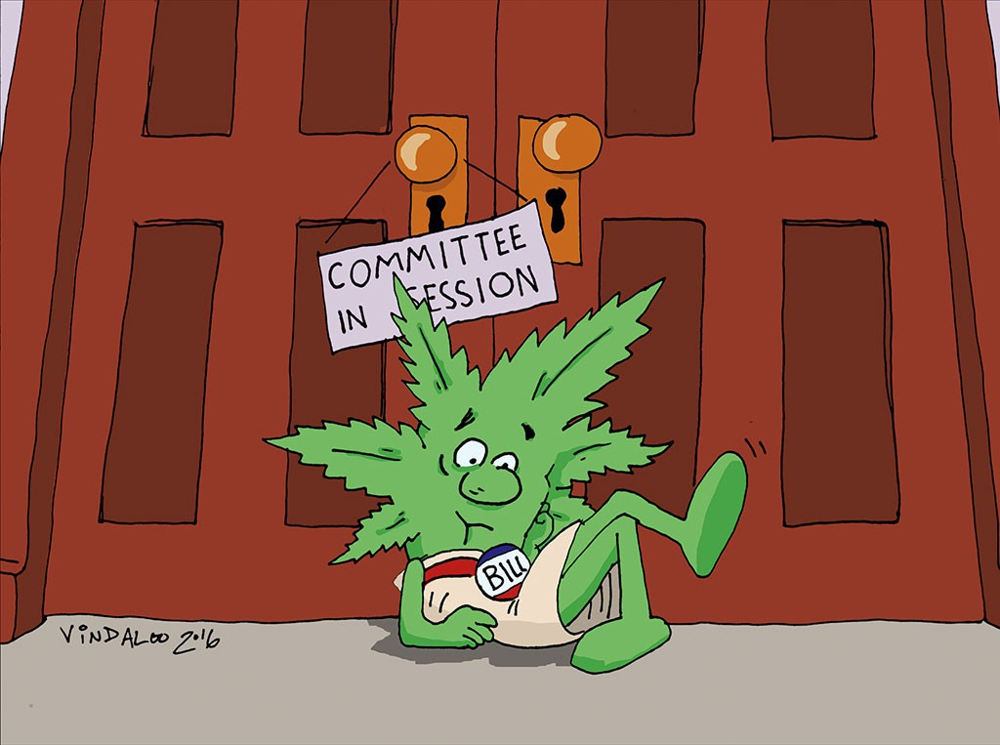 COMMITTEE
IN SESSION
BILL
VINDALOO 2016